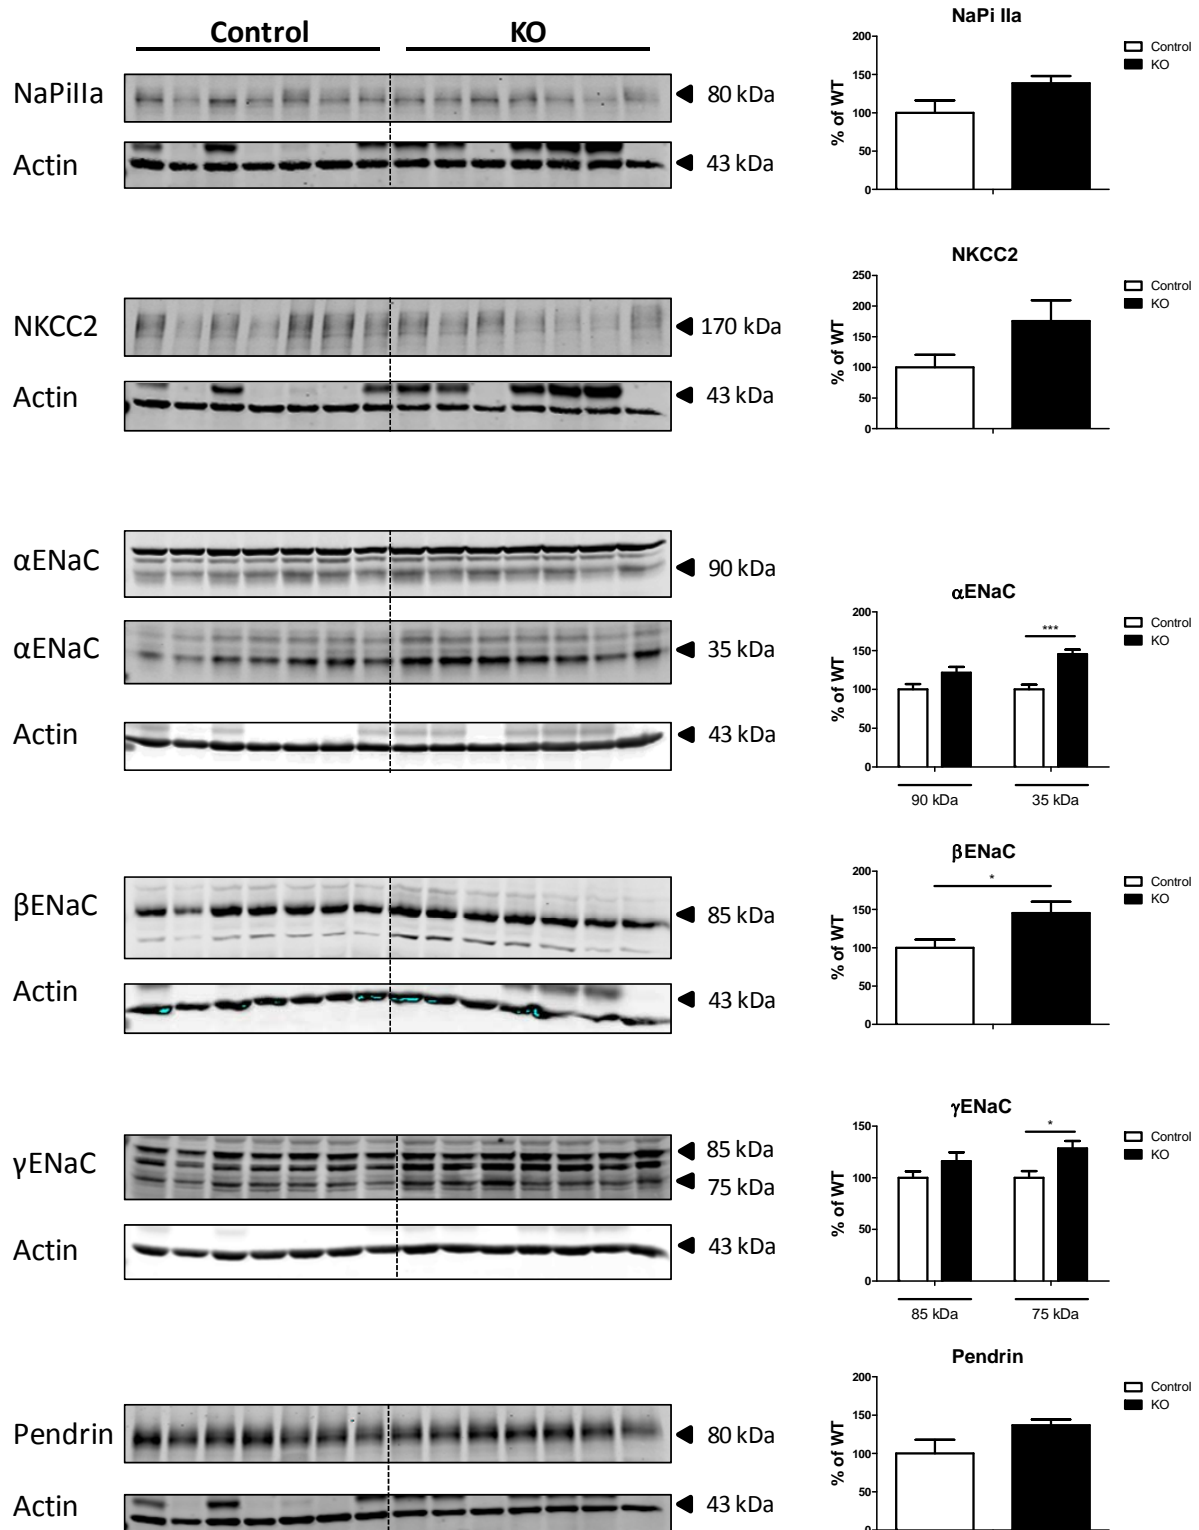 Control KO
NaPiIIa
80 kDa
Actin
43 kDa
NaPi IIa
200
150
100
50
0
% of WT
Control
KO
NKCC2
170 kDa
Actin
43 kDa
NKCC2
250
200
150
100
50
0
% of WT
Control
KO
αENaC
90 kDa
αENaC
35 kDa
Actin
43 kDa
αENaC
200
150
100
50
0
% of WT
***
Control
KO
90 kDa 35 kDa
βENaC
85 kDa
Actin
43 kDa
βENaC
200
150
100
50
0
% of WT
*
Control
KO
γENaC
85 kDa
75 kDa
Actin
43 kDa
γENaC
150
100
50
0
% of WT
*
Control
KO
85 kDa 75 kDa
Pendrin
80 kDa
Actin
43 kDa
Pendrin
200
150
100
50
0
% of WT
Control
KO